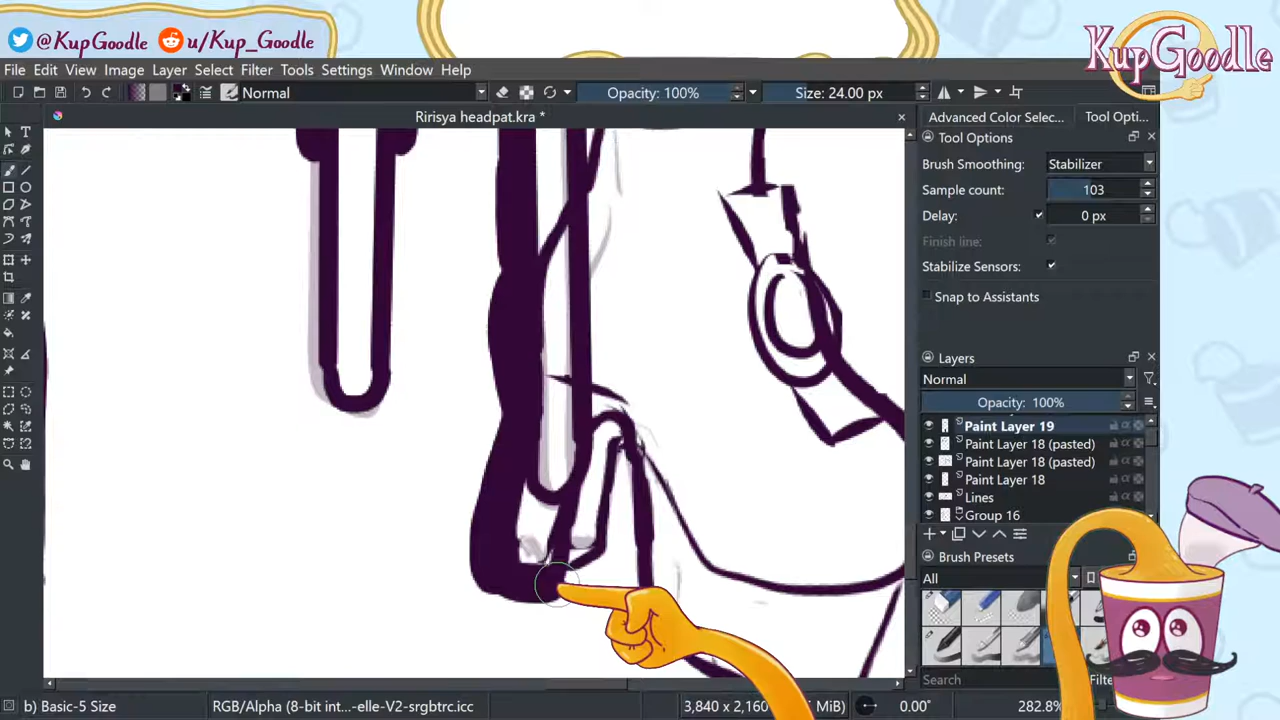 @KupGoodle u/Kup_Goodle
KupGoodle
File Edit View Image Layer Select Filter Tools Settings Window Help
Normal Opacity: 100% Size: 24.00 px
Ririsya headpat.kra *
Advanced Color Selec... Tool Opti...
Tool Options
Brush Smoothing: Stabilizer
Sample count: 103
Delay: 0 px
Finish line:
Stabilize Sensors:
Snap to Assistants
Layers
Normal
Opacity: 100%
Paint Layer 19
Paint Layer 18 (pasted)
Paint Layer 18 (pasted)
Paint Layer 18
Lines
Group 16
Brush Presets
All
Search
b) Basic-5 Size RGB/Alpha (8-bit int...-elle-V2-srgbtrc.icc 3,840 x 2,160 MiB) 0.00° 282.8%